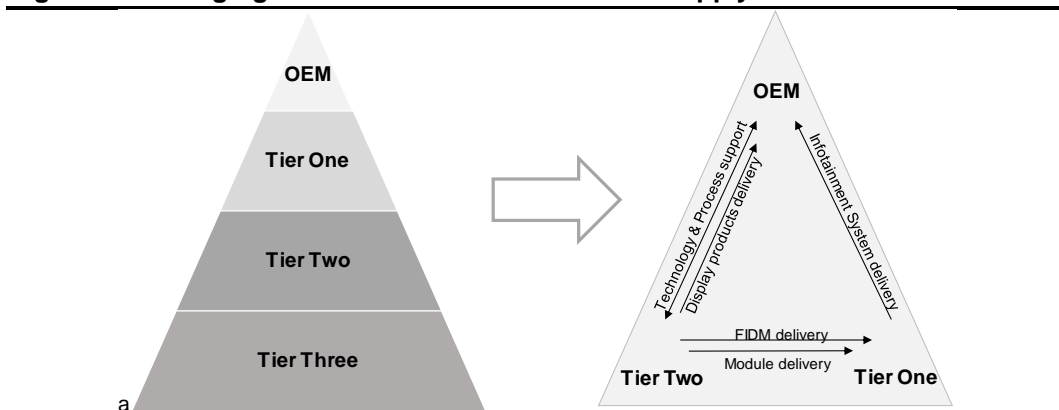 OEM
Tier One
Tier Two
Tier Three
a
OEM
Technology & Process support
Display products delivery
Infotainment System delivery
FIDM delivery
Module delivery
Tier Two
Tier One